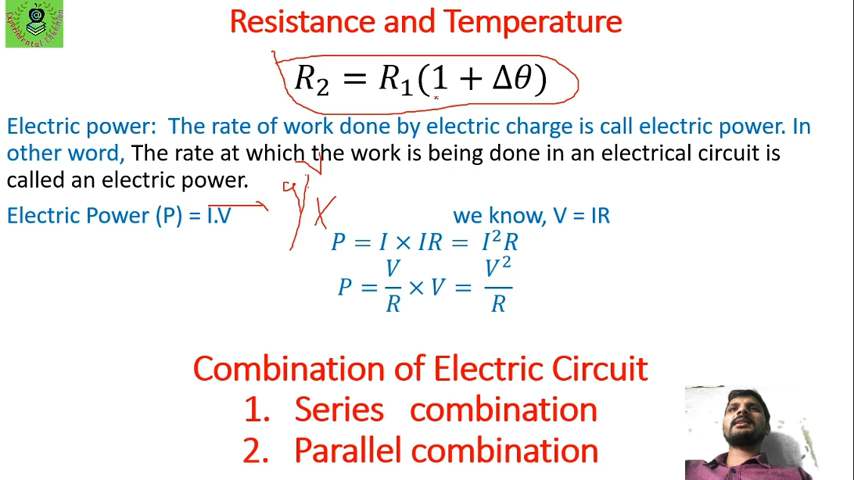 Resistance and Temperature
R₂ = R₁(1 + Δθ)
Electric power: The rate of work done by electric charge is call electric power. In
other word, The rate at which the work is being done in an electrical circuit is
called an electric power.
Electric Power (P) = I.V we know, V = IR
P = I × IR = I²R
P = V/R × V = V²/R
Combination of Electric Circuit
1. Series combination
2. Parallel combination